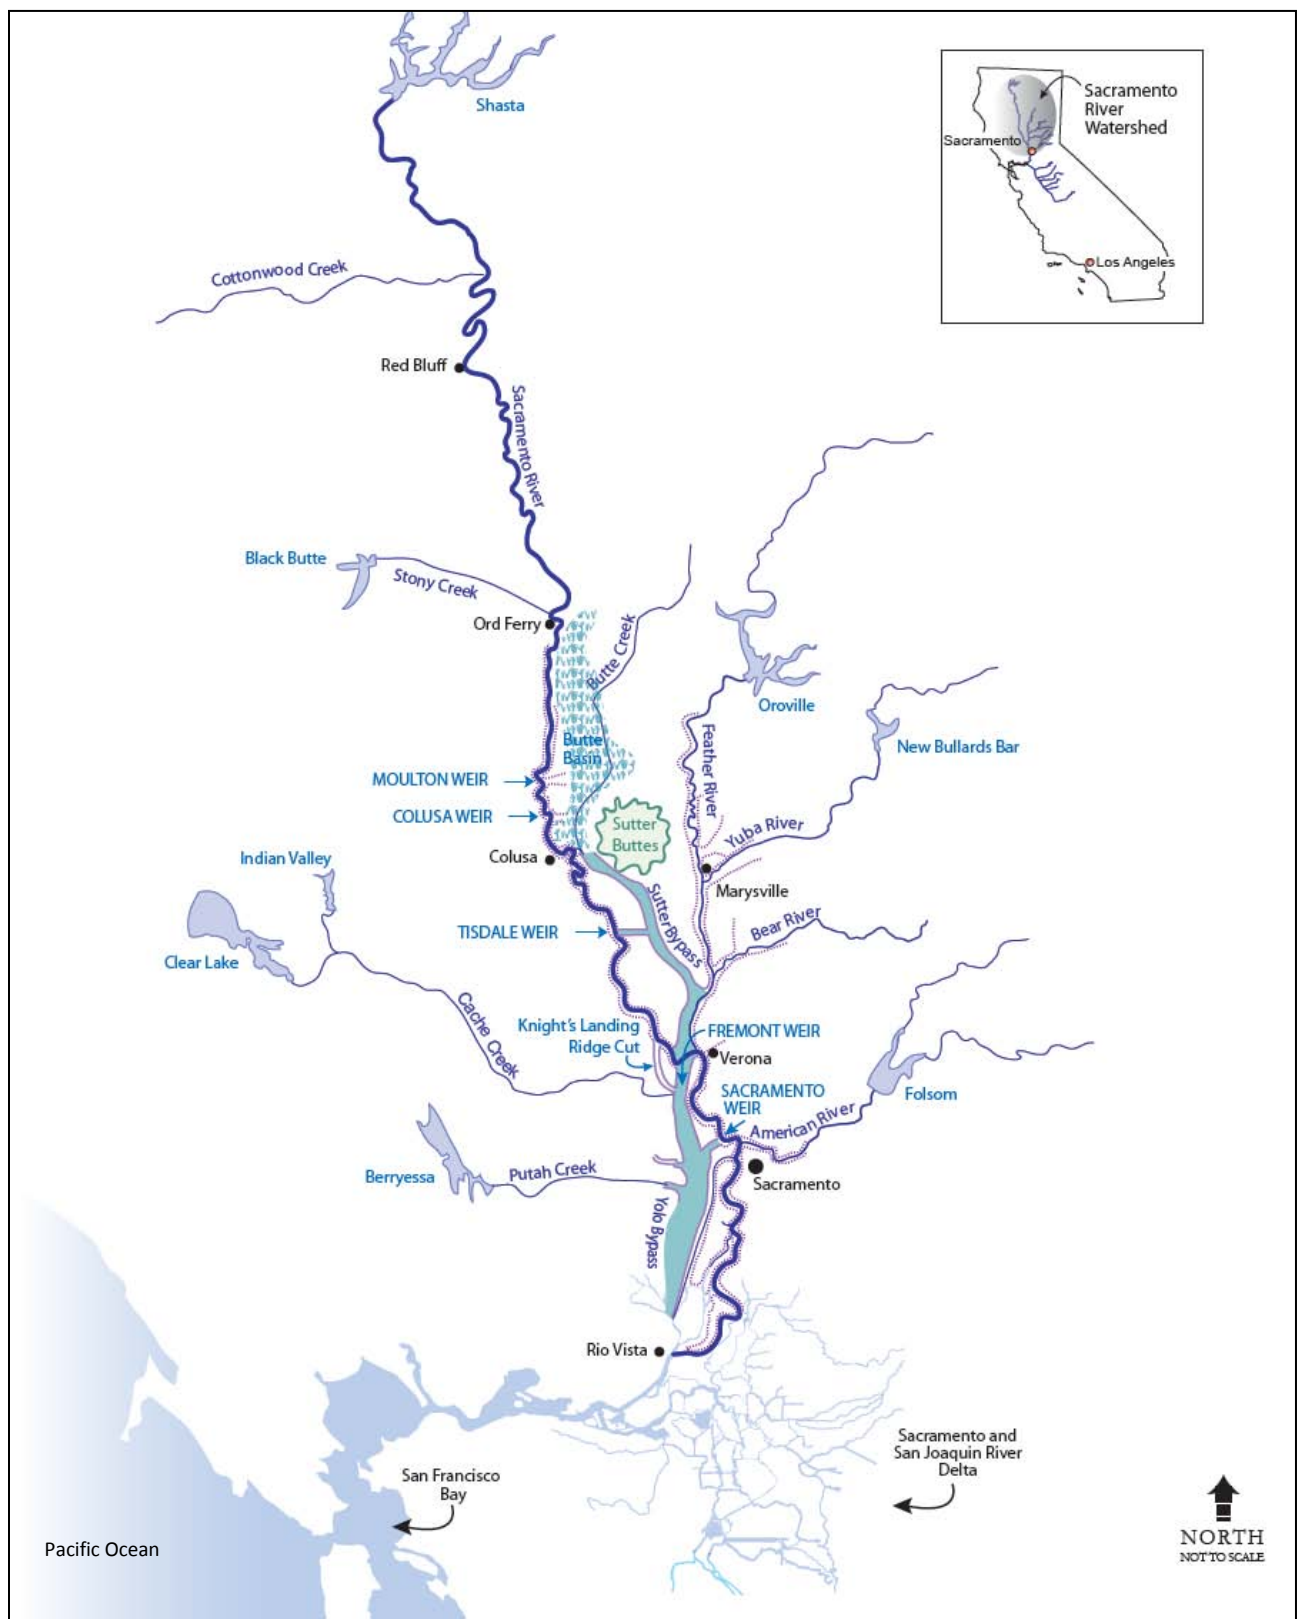 Shasta
Sacramento
River
Watershed
Sacramento
Los Angeles
Cottonwood Creek
Red Bluff
Sacramento River
Black Butte
Stony Creek
Ord Ferry
Butte Creek
Oroville
Feather River
New Bullards Bar
Butte
Basin
MOULTON WEIR
COLUSA WEIR
Sutter
Buttes
Yuba River
Colusa
Indian Valley
Marysville
Sutter Bypass
Bear River
TISDALE WEIR
Clear Lake
Cache Creek
Knight's Landing
Ridge Cut
FREMONT WEIR
Verona
SACRAMENTO
WEIR
Folsom
American River
Berryessa
Putah Creek
Sacramento
Yolo Bypass
Rio Vista
Sacramento and
San Joaquin River
Delta
San Francisco
Bay
Pacific Ocean
NORTH
NOT TO SCALE